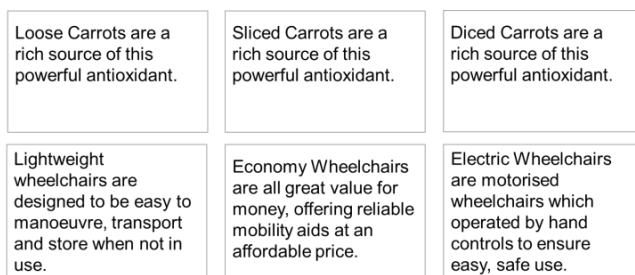 Loose Carrots are a
rich source of this
powerful antioxidant.
Sliced Carrots are a
rich source of this
powerful antioxidant.
Diced Carrots are a
rich source of this
powerful antioxidant.
Lightweight
wheelchairs are
designed to be easy to
manoeuvre, transport
and store when not in
use.
Economy Wheelchairs
are all great value for
money, offering reliable
mobility aids at an
affordable price.
Electric Wheelchairs
are motorised
wheelchairs which
operated by hand
controls to ensure
easy, safe use.